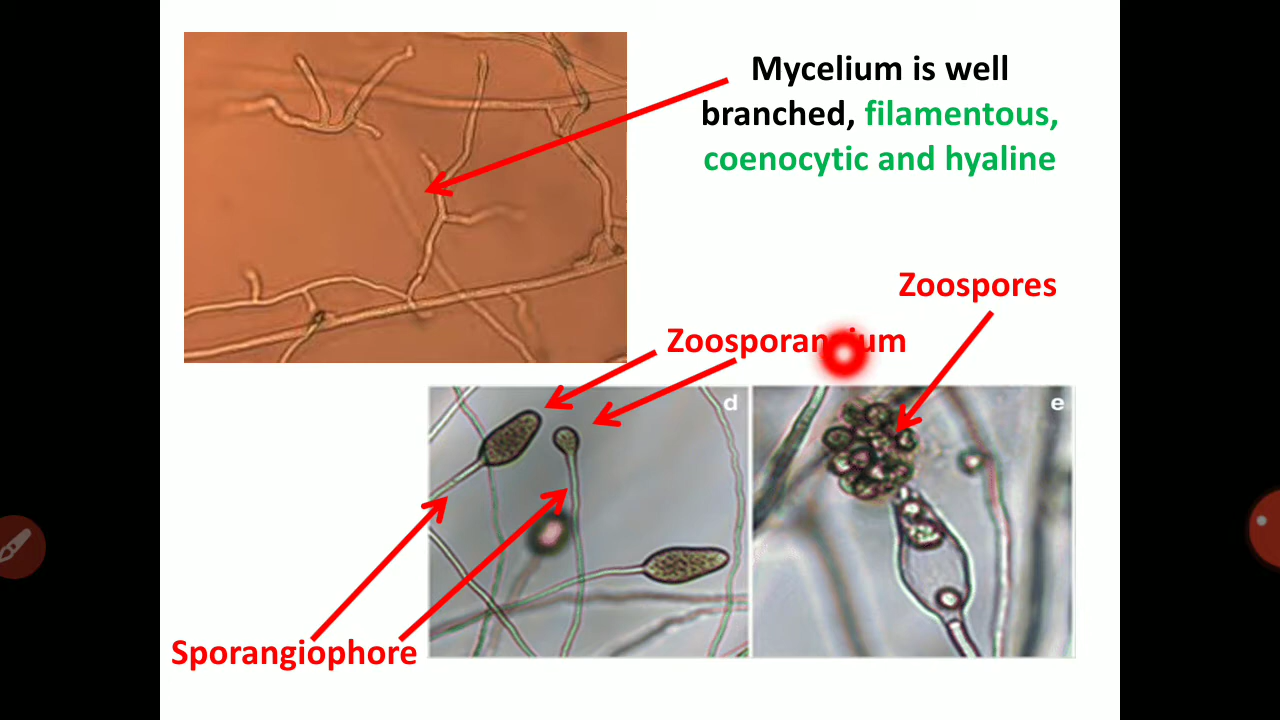 Mycelium is well
branched, filamentous,
coenocytic and hyaline
Zoospores
Zoosporangium
d
e
Sporangiophore